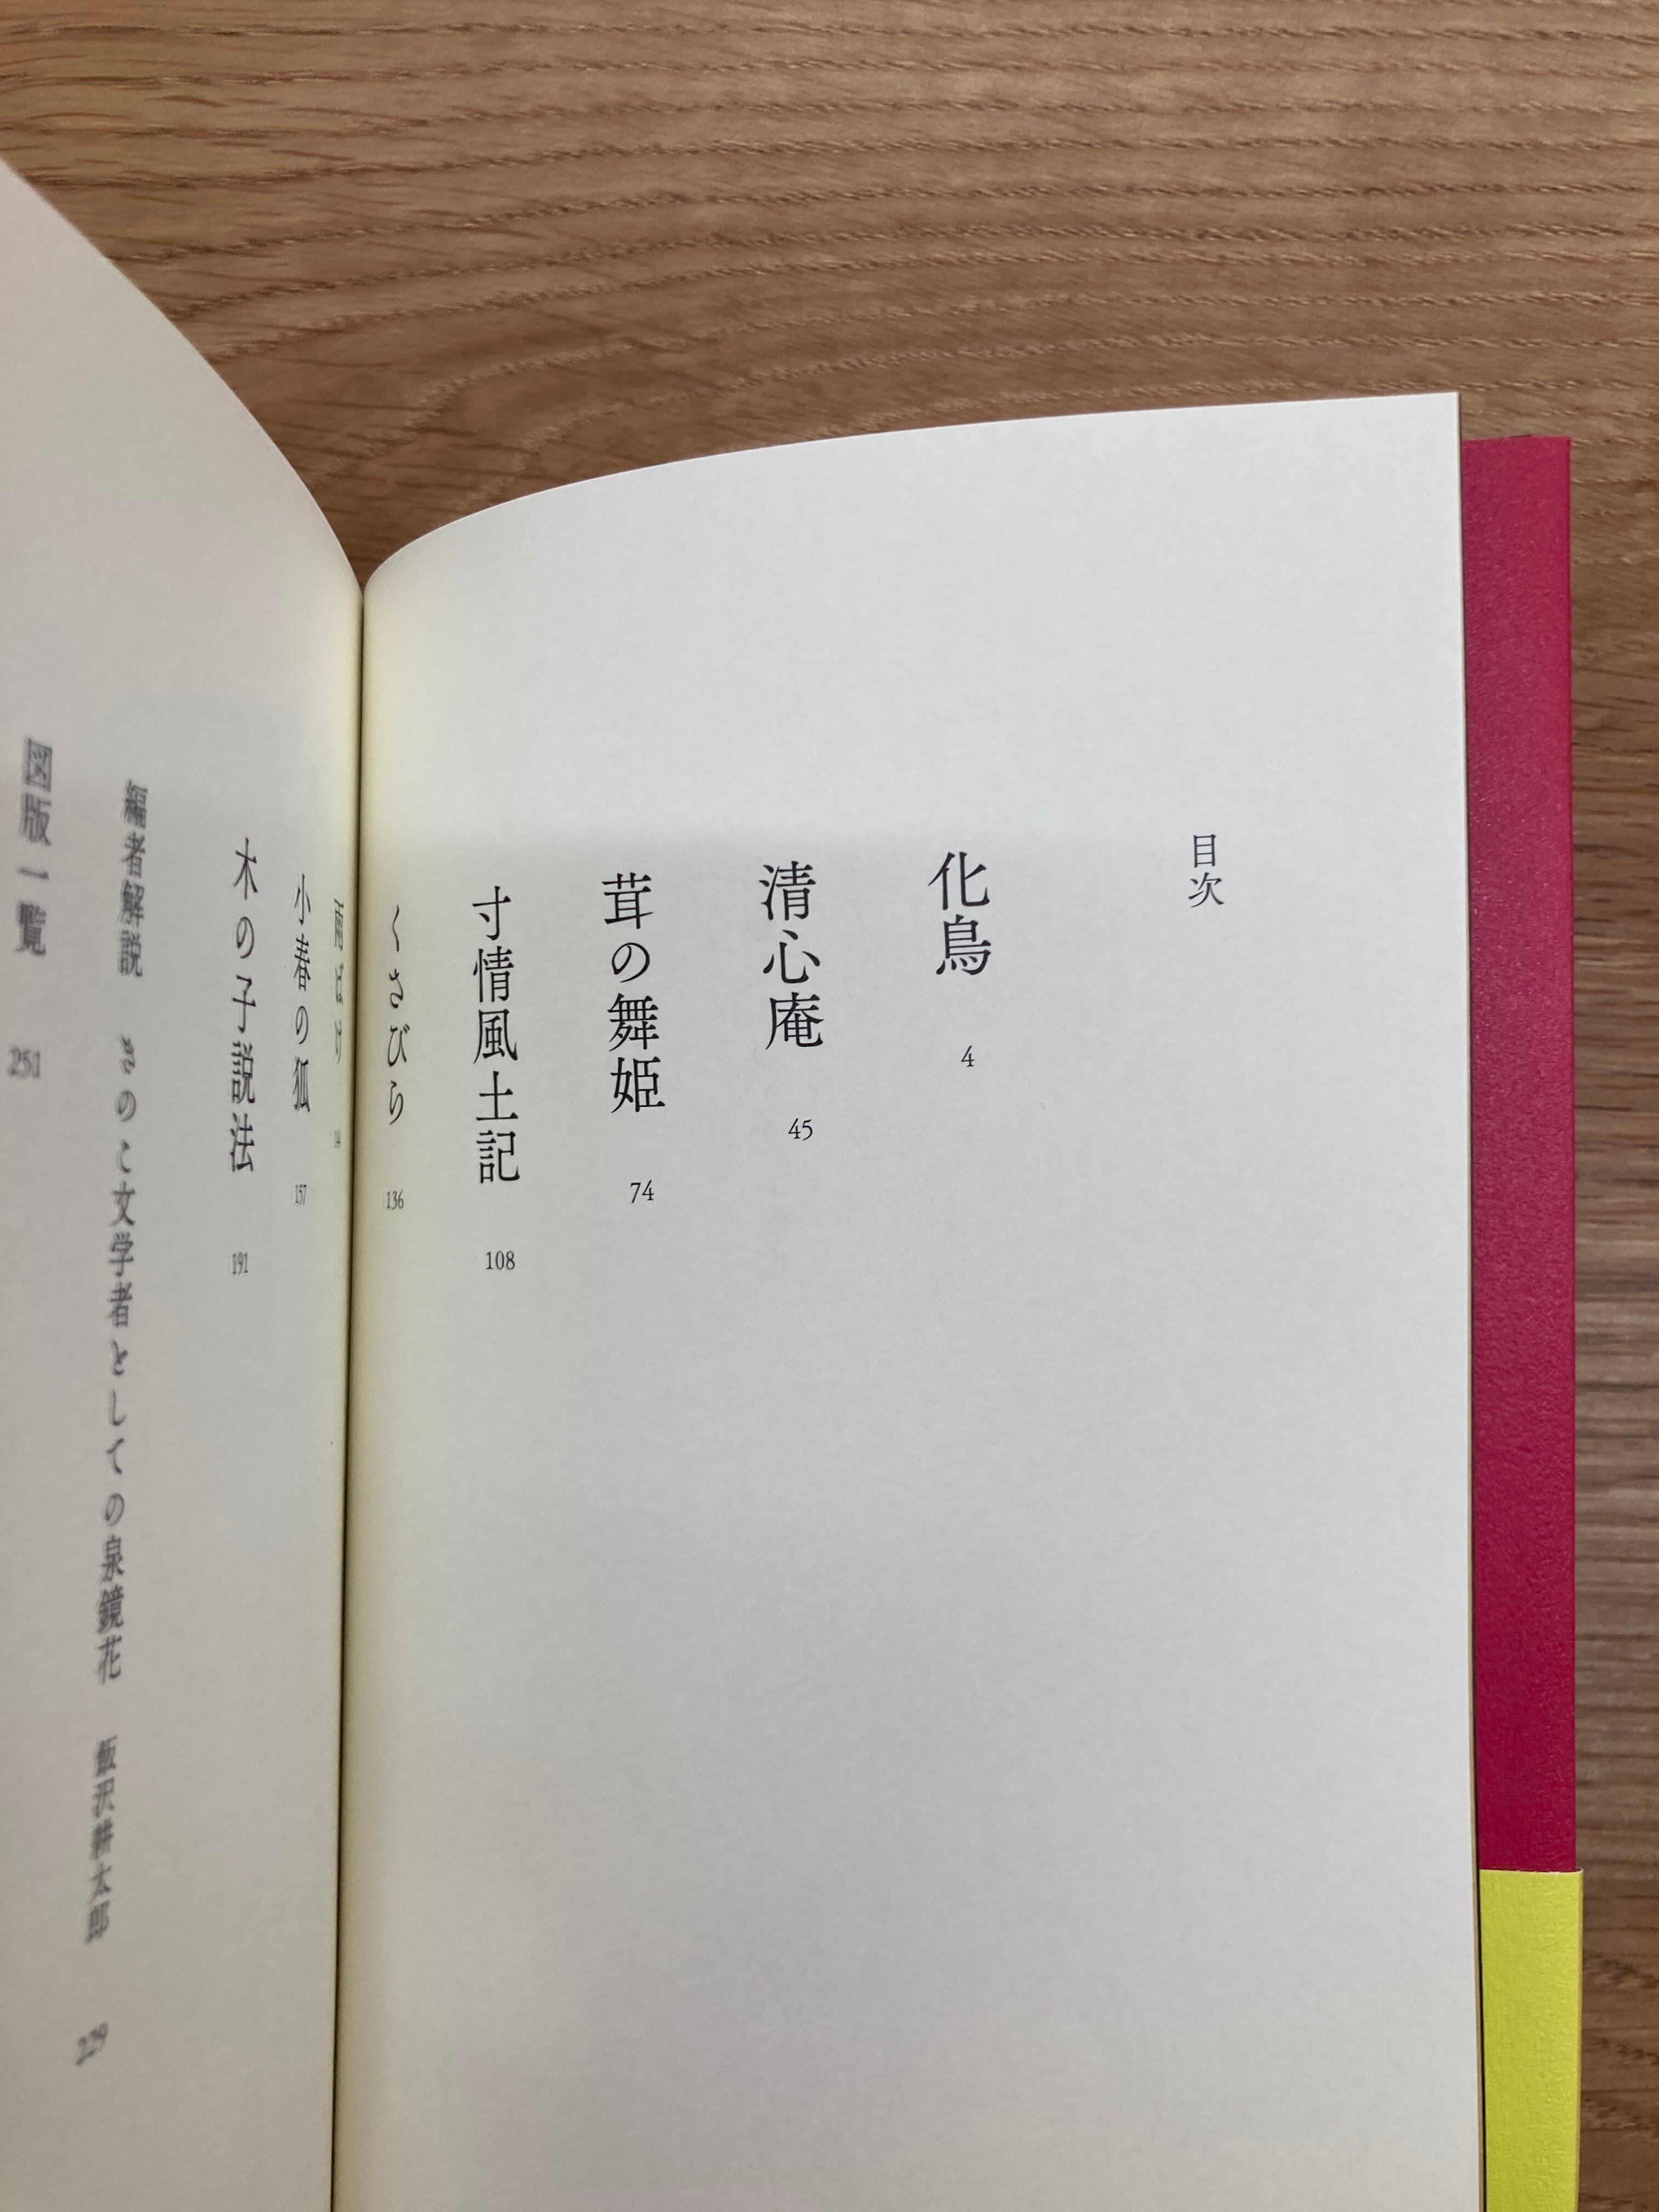 目次
化鳥 4
清心庵 45
茸の舞姫 74
寸情風土記 108
くさびら 136
小春の狐 157
木の子説法 191
編者解説 きのこ文学者としての泉鏡花 飯沢耕太郎 229
図版一覧 251